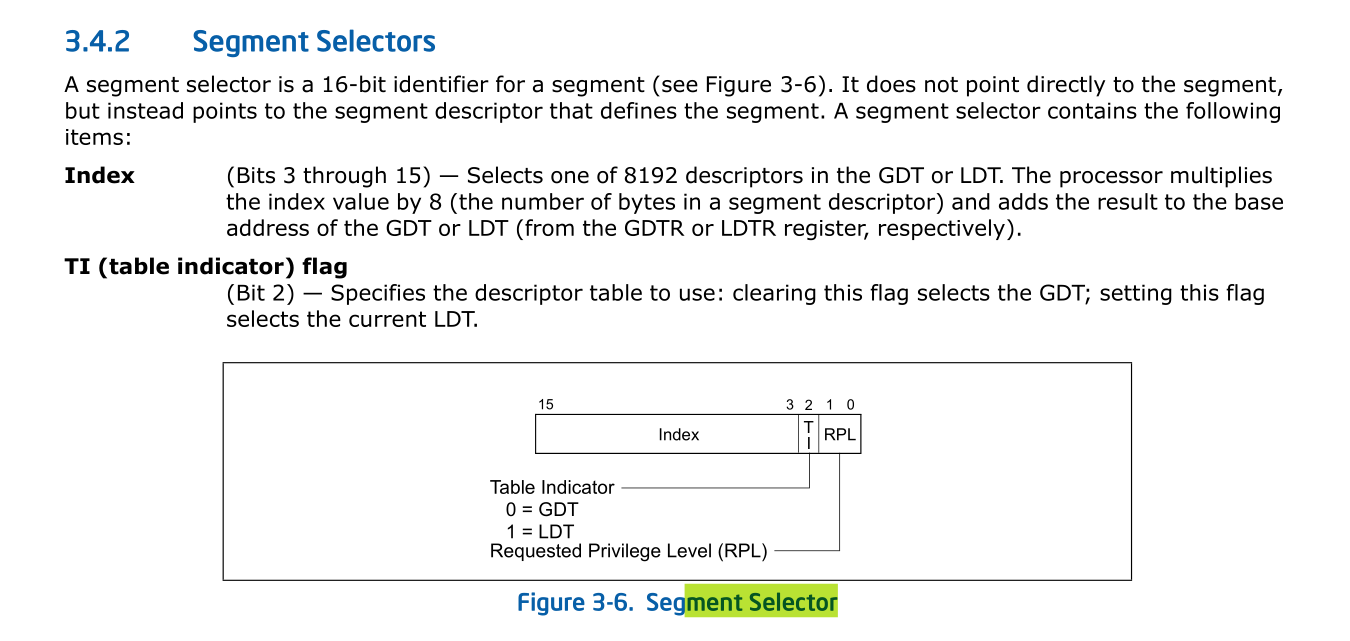 3.4.2 Segment Selectors
A segment selector is a 16-bit identifier for a segment (see Figure 3-6). It does not point directly to the segment,
but instead points to the segment descriptor that defines the segment. A segment selector contains the following
items:
Index (Bits 3 through 15) — Selects one of 8192 descriptors in the GDT or LDT. The processor multiplies
the index value by 8 (the number of bytes in a segment descriptor) and adds the result to the base
address of the GDT or LDT (from the GDTR or LDTR register, respectively).
TI (table indicator) flag
(Bit 2) — Specifies the descriptor table to use: clearing this flag selects the GDT; setting this flag
selects the current LDT.
15 3 2 1 0
Index TI RPL
Table Indicator
0 = GDT
1 = LDT
Requested Privilege Level (RPL)
Figure 3-6. Segment Selector